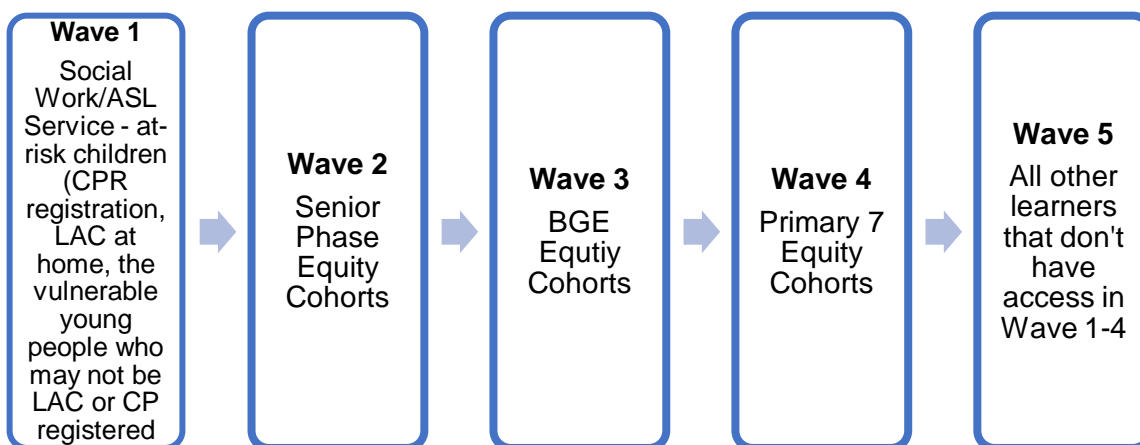 Wave 1
Social
Work/ASL
Service - at-
risk children
(CPR
registration,
LAC at
home, the
vulnerable
young
people who
may not be
LAC or CP
registered
Wave 2
Senior
Phase
Equity
Cohorts
Wave 3
BGE
Equtiy
Cohorts
Wave 4
Primary 7
Equity
Cohorts
Wave 5
All other
learners
that don't
have
access in
Wave 1-4